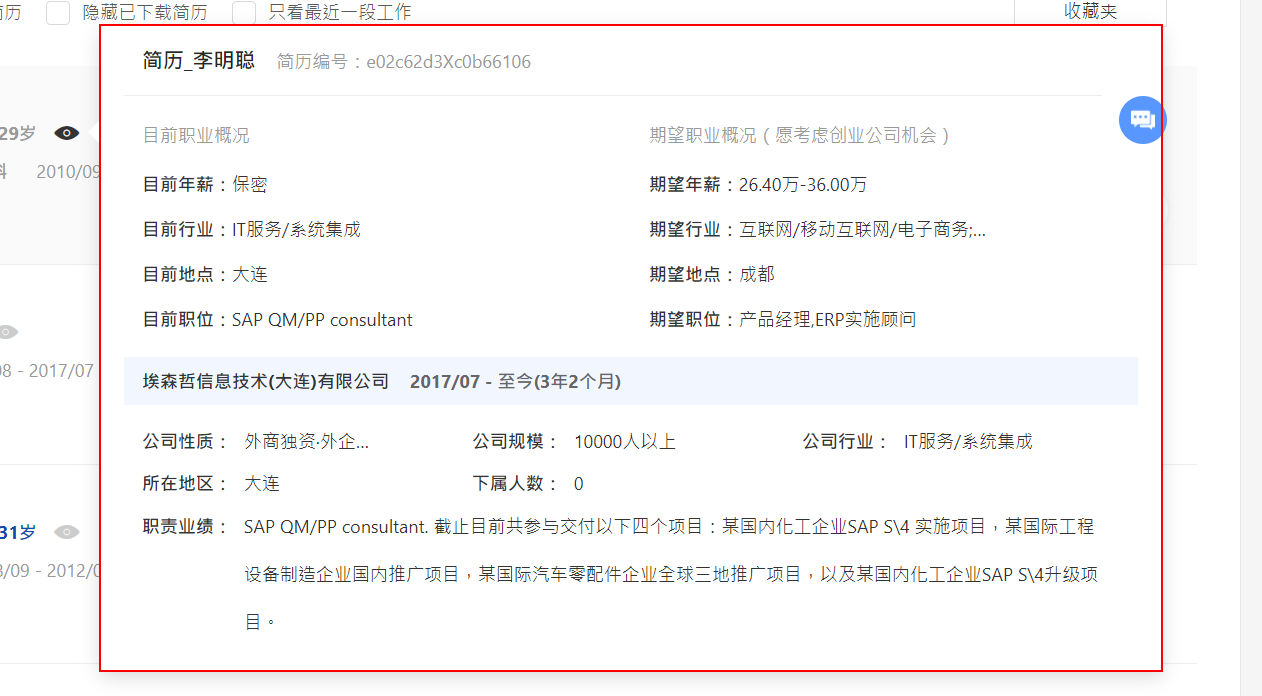 历 隐藏已下载简历 只看最近一段工作 收藏夹
简历_李明聪 简历编号：e02c62d3Xc0b66106
29岁
目前职业概况 期望职业概况（愿考虑创业公司机会）
2010/09
目前年薪：保密 期望年薪：26.40万-36.00万
目前行业：IT服务/系统集成 期望行业：互联网/移动互联网/电子商务;...
目前地点：大连 期望地点：成都
目前职位：SAP QM/PP consultant 期望职位：产品经理,ERP实施顾问
08 - 2017/07
埃森哲信息技术(大连)有限公司 2017/07 - 至今(3年2个月)
公司性质： 外商独资·外企... 公司规模： 10000人以上 公司行业： IT服务/系统集成
所在地区： 大连 下属人数： 0
31岁
职责业绩： SAP QM/PP consultant. 截止目前共参与交付以下四个项目：某国内化工企业SAP S\4 实施项目，某国际工程
/09 - 2012/0
设备制造企业国内推广项目，某国际汽车零配件企业全球三地推广项目，以及某国内化工企业SAP S\4升级项
目。